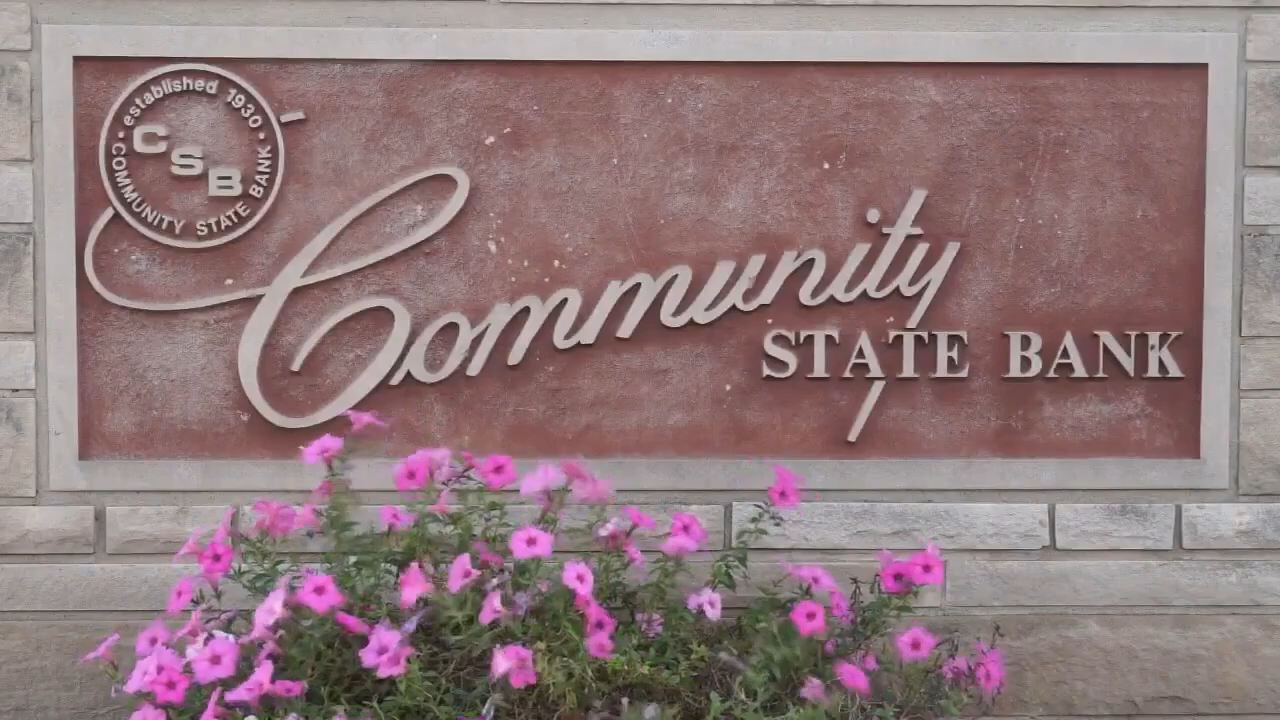 established 1930
CSB
COMMUNITY STATE BANK
Community
STATE BANK